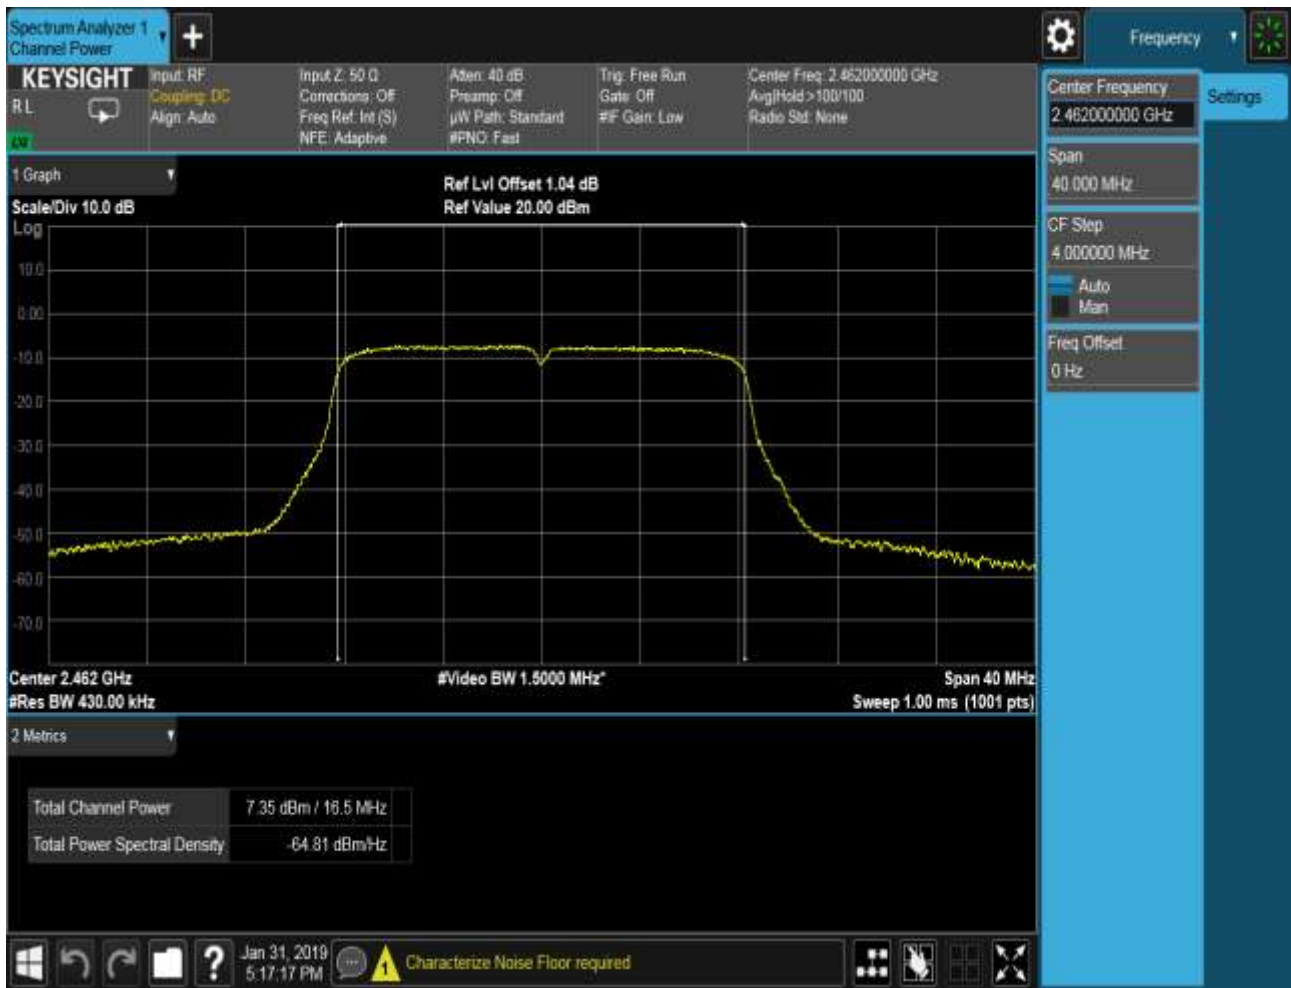 Spectrum Analyzer 1
Channel Power
Frequency
KEYSIGHT
R L
Input: RF
Coupling: DC
Align: Auto
Input Z: 50 Ω
Corrections: Off
Freq Ref: Int (S)
NFE: Adaptive
Atten: 40 dB
Preamp: Off
µW Path: Standard
#PNO: Fast
Trig: Free Run
Gate: Off
#IF Gain: Low
Center Freq: 2.462000000 GHz
Avg|Hold:>100/100
Radio Std: None
Center Frequency
2.462000000 GHz
Settings
Span
40.000 MHz
CF Step
4.000000 MHz
Auto
Man
Freq Offset
0 Hz
1 Graph
Scale/Div 10.0 dB
Ref Lvl Offset 1.04 dB
Ref Value 20.00 dBm
Log
10.0
0.00
-10.0
-20.0
-30.0
-40.0
-50.0
-60.0
-70.0
Center 2.462 GHz
#Video BW 1.5000 MHz*
Span 40 MHz
#Res BW 430.00 kHz
Sweep 1.00 ms (1001 pts)
2 Metrics
Total Channel Power 7.35 dBm / 16.5 MHz
Total Power Spectral Density -64.81 dBm/Hz
?
Jan 31, 2019
5:17:17 PM
1
Characterize Noise Floor required